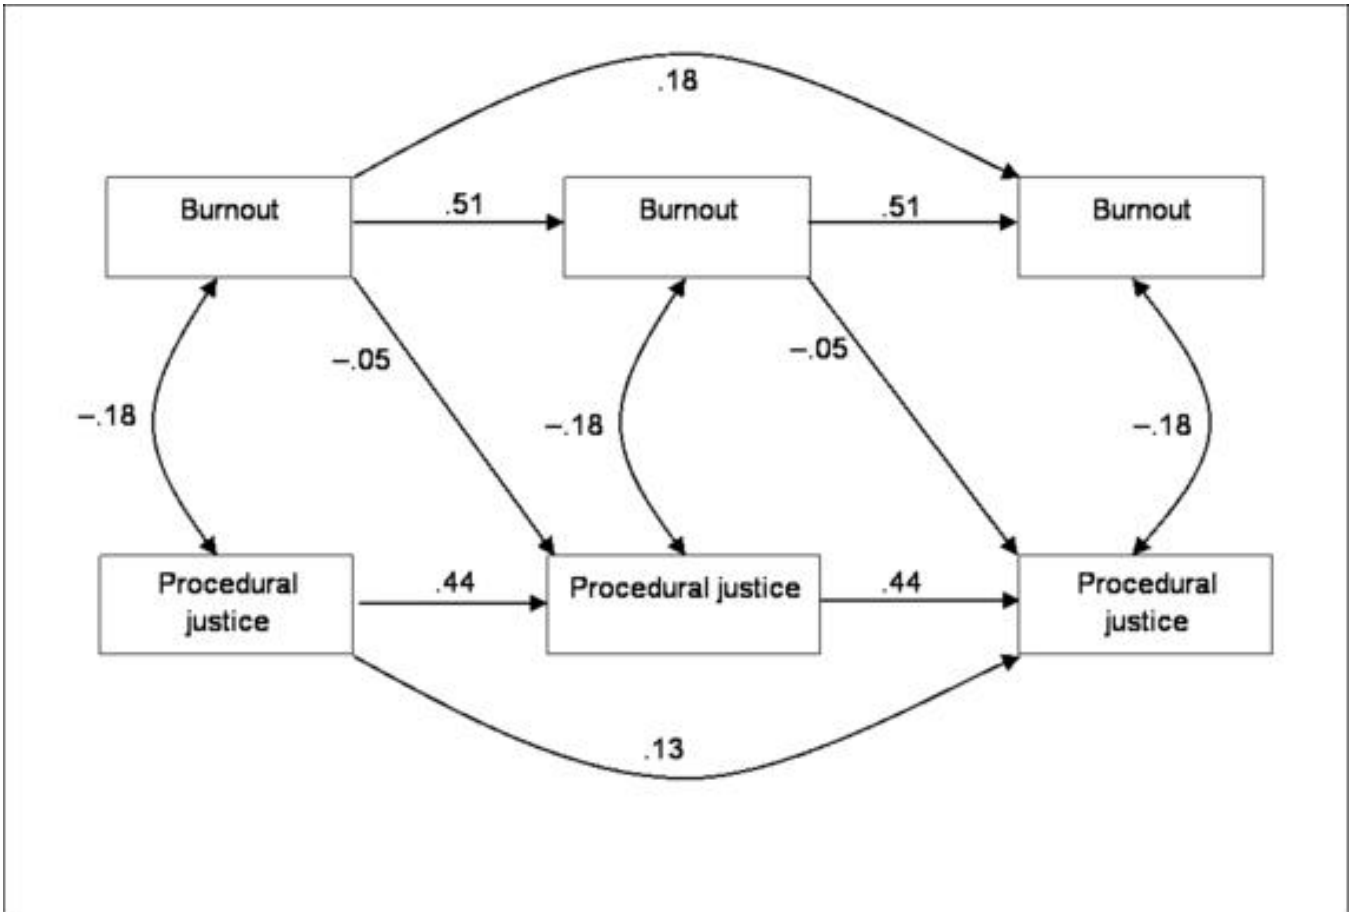 .18
Burnout
.51
Burnout
.51
Burnout
–.05
–.05
–.18
–.18
–.18
Procedural
justice
.44
Procedural justice
.44
Procedural
justice
.13